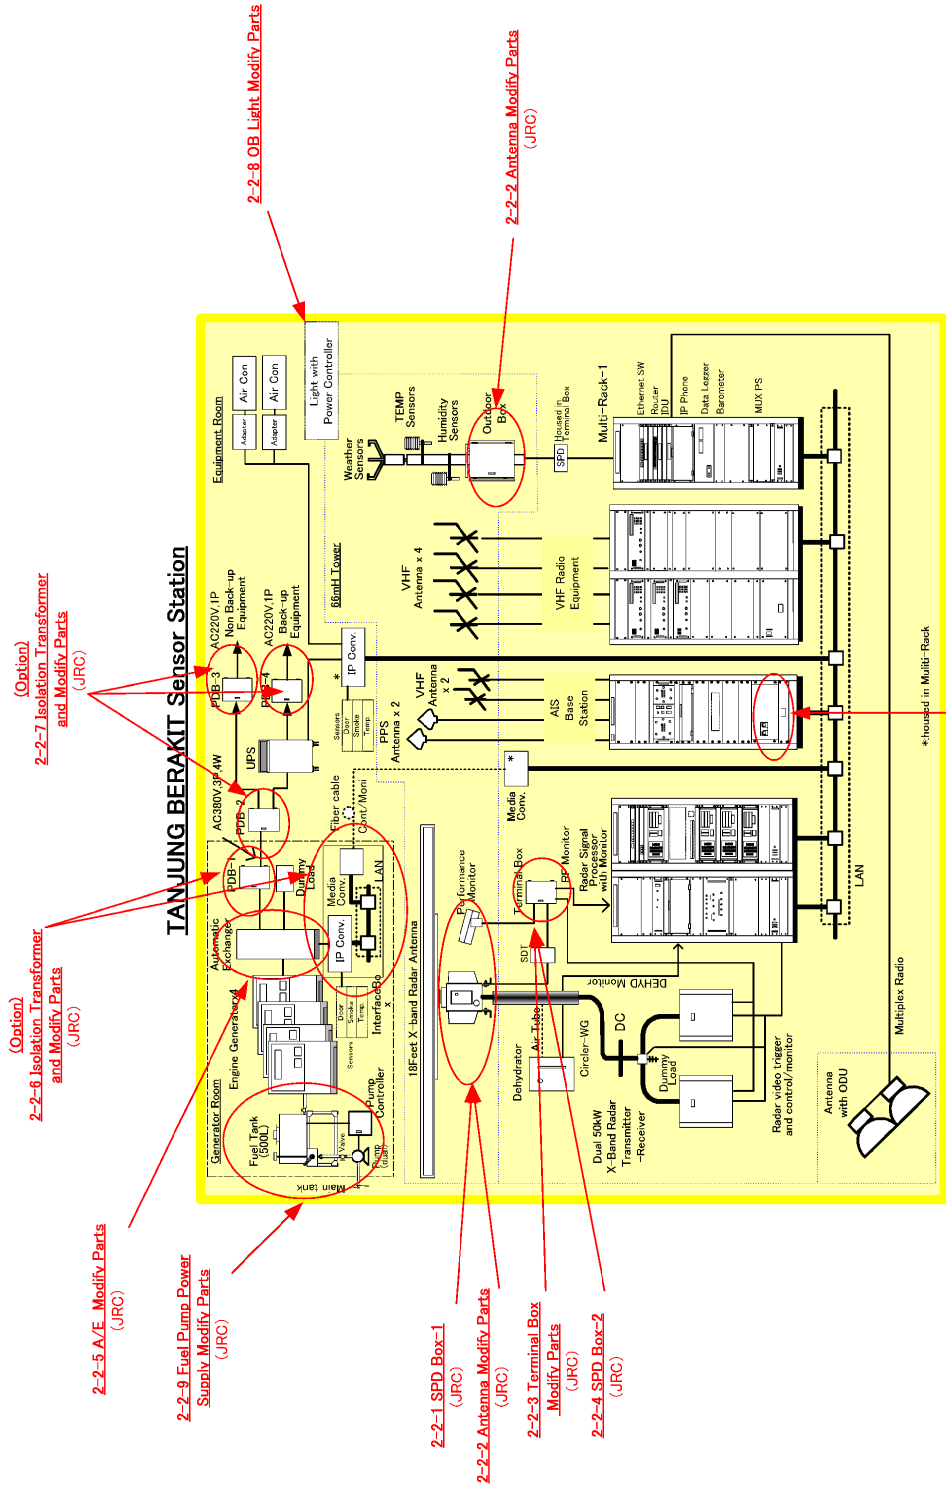 TANJUNG BERAKIT Sensor Station
(Option)
2-2-6 Isolation Transformer
and Modify Parts
(JRC)
(Option)
2-2-7 Isolation Transformer
and Modify Parts
(JRC)
2-2-8 OB Light Modify Parts
2-2-2 Antenna Modify Parts
(JRC)
2-2-5 A/E Modify Parts
(JRC)
2-2-9 Fuel Pump Power
Supply Modify Parts
(JRC)
2-2-1 SPD Box-1
(JRC)
2-2-2 Antenna Modify Parts
(JRC)
2-2-3 Terminal Box
Modify Parts
(JRC)
2-2-4 SPD Box-2
(JRC)
Generator Room
Fuel Tank
(500L)
Valve
Pump
(dual)
Main tank
Pump
Controller
Engine Generatorx4
Automatic
Exchanger
PDB-1
Dummy
Load
AC380V,3P,4W
PDB-2
UPS
PDB-3
AC220V,1P
Non Back-up
Equipment
PDB-4
AC220V,1P
Back-up
Equipment
Equipment Room
Adapter
Air Con
Adapter
Air Con
Light with
Power Controller
Sensors
Door
Smoke
Temp.
IP Conv.
InterfaceBo
x
Media
Conv.
LAN
Fiber cable
Cont/Moni
Sensors
Door
Smoke
Temp.
*
IP Conv.
66mH Tower
18Feet X-band Radar Antenna
PPS
Antenna x 2
VHF
Antenna
x 2
VHF
Antenna x 4
Weather
Sensors
TEMP
Sensors
Humidity
Sensors
Outdoor
Box
Performance
Monitor
Terminal Box
SDT
RP Monitor
Radar Signal
Processor
with Monitor
*
Media
Conv.
AIS
Base
Station
VHF Radio
Equipment
SPD
Housed in
Terminal Box
Multi-Rack-1
Ethernet SW
Router
IDU
IP Phone
Data Logger
Barometer
MUX PS
Dehydrator
Air Tube
Circler-WG
DEHYD Monitor
DC
Dummy
Load
Dual 50kW
X-Band Radar
Transmitter
-Receiver
Radar video trigger
and control/monitor
LAN
Antenna
with ODU
Multiplex Radio
*:housed in Multi-Rack